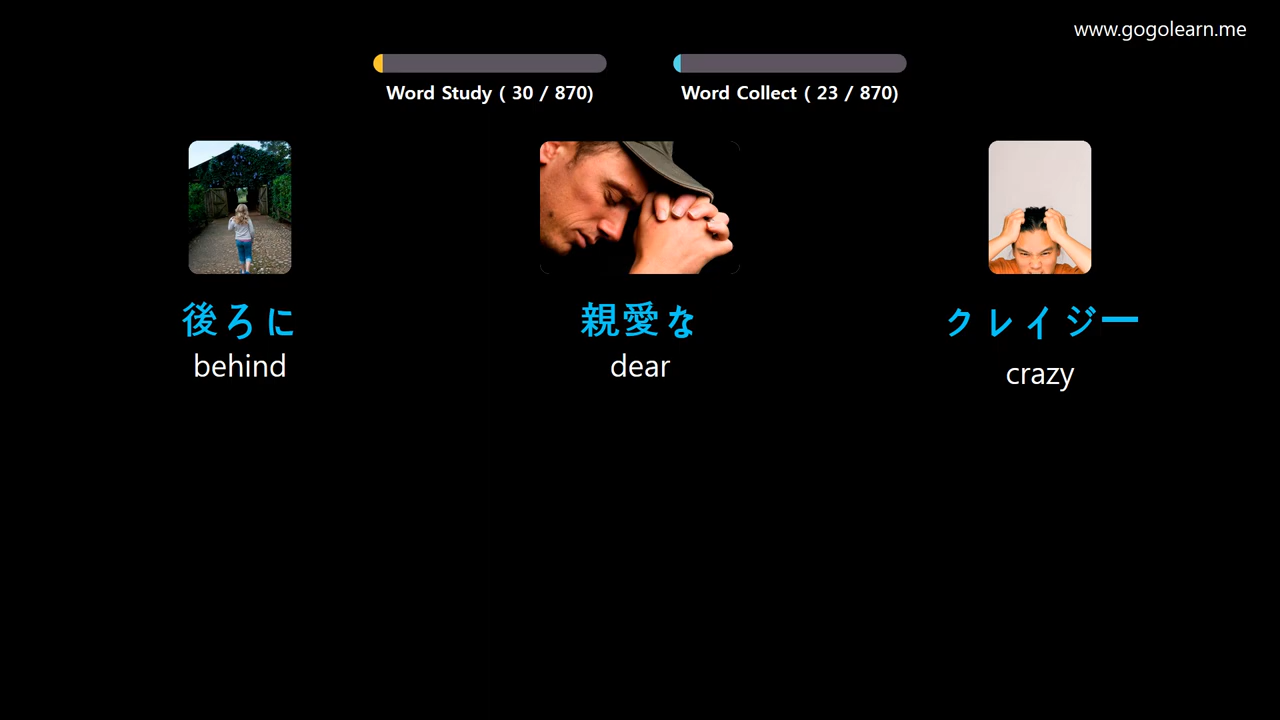 www.gogolearn.me
Word Study ( 30 / 870)
Word Collect ( 23 / 870)
後ろに
behind
親愛な
dear
クレイジー
crazy